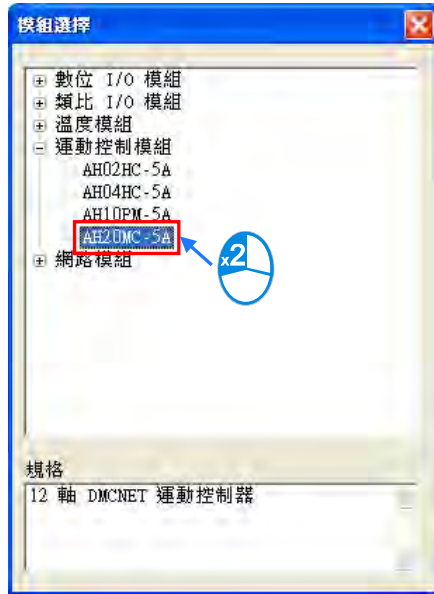 模組選擇
數位 I/O 模組
類比 I/O 模組
溫度模組
運動控制模組
AH02HC-5A
AH04HC-5A
AH10PM-5A
AH20MC-5A
x2
網路模組
規格
12 軸 DMCNET 運動控制器